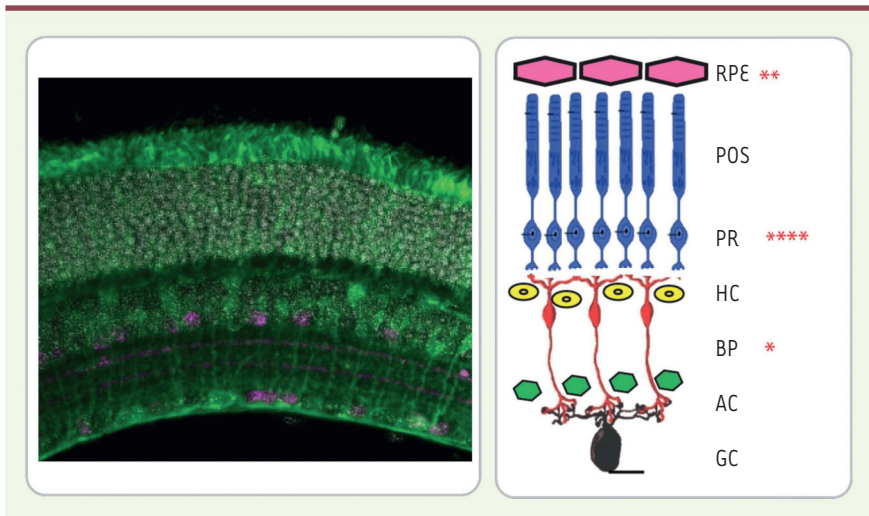 RPE **
POS
PR ****
HC
BP *
AC
GC